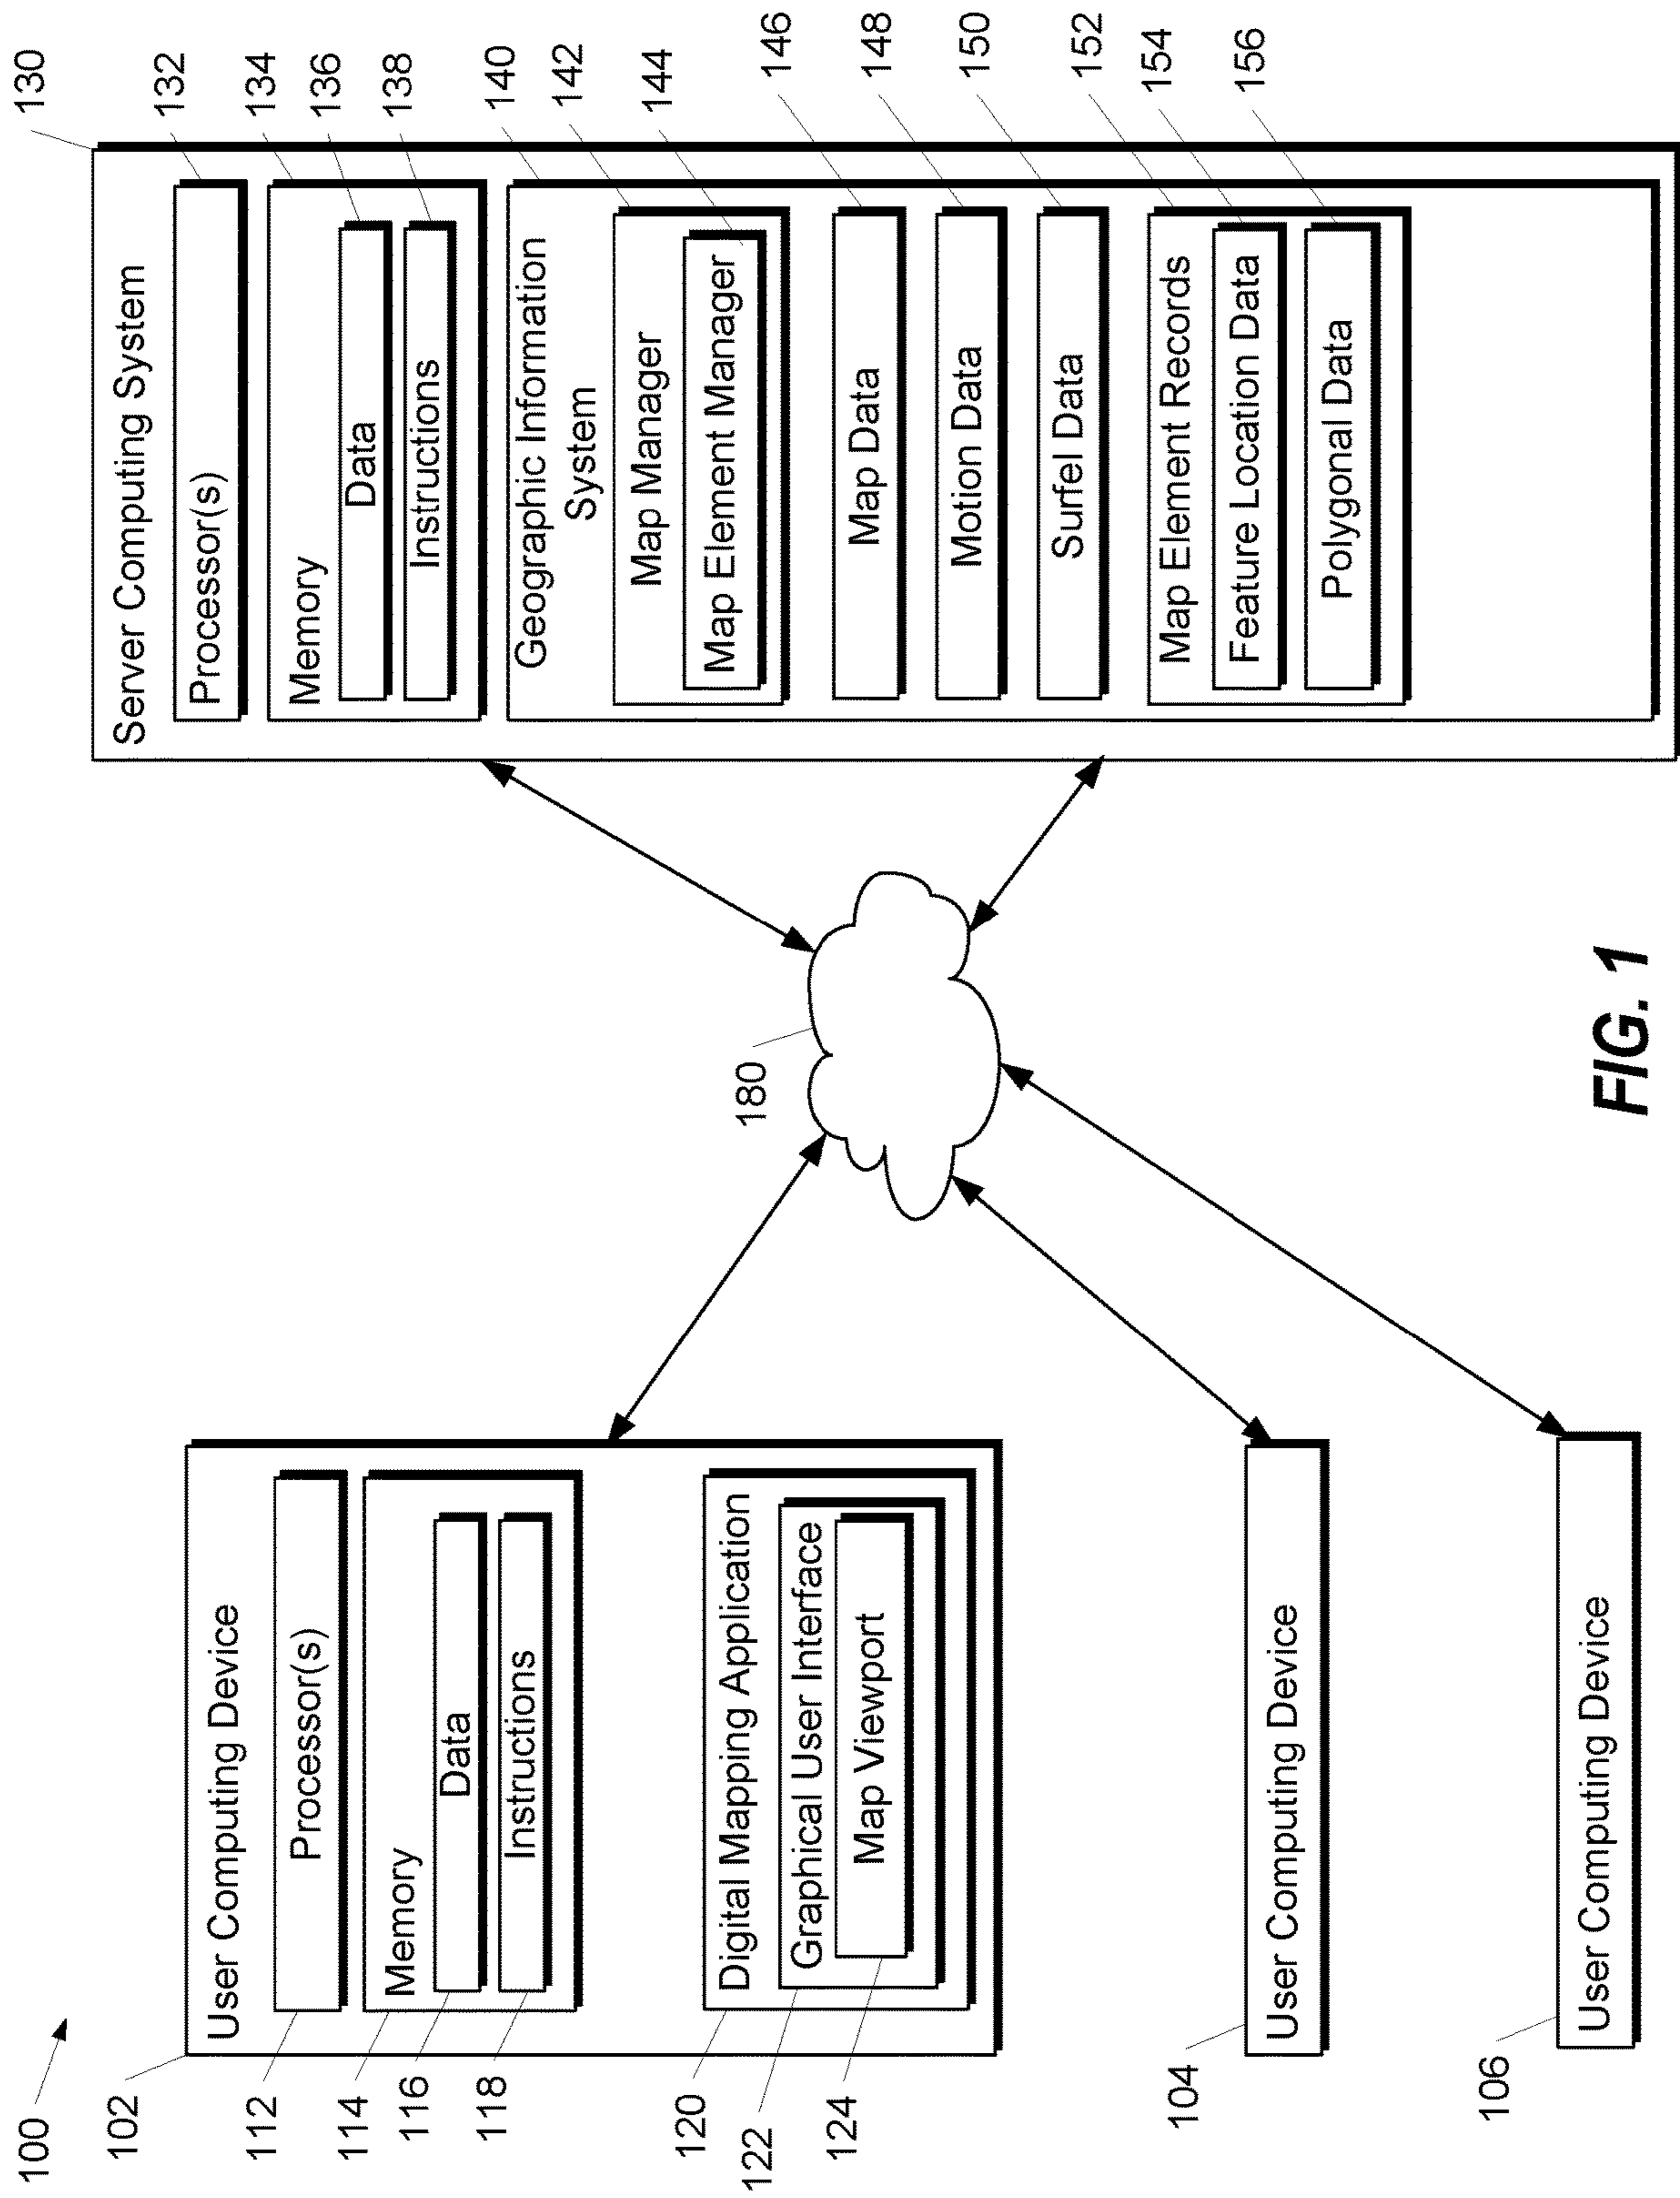 100
102
User Computing Device
112
Processor(s)
114
Memory
116
Data
118
Instructions
120
Digital Mapping Application
122
Graphical User Interface
124
Map Viewport
104
User Computing Device
106
User Computing Device
180
130
Server Computing System
132
Processor(s)
134
Memory
136
Data
138
Instructions
140
Geographic Information
System
142
Map Manager
144
Map Element Manager
146
Map Data
148
Motion Data
150
Surfel Data
152
Map Element Records
154
Feature Location Data
156
Polygonal Data
FIG. 1